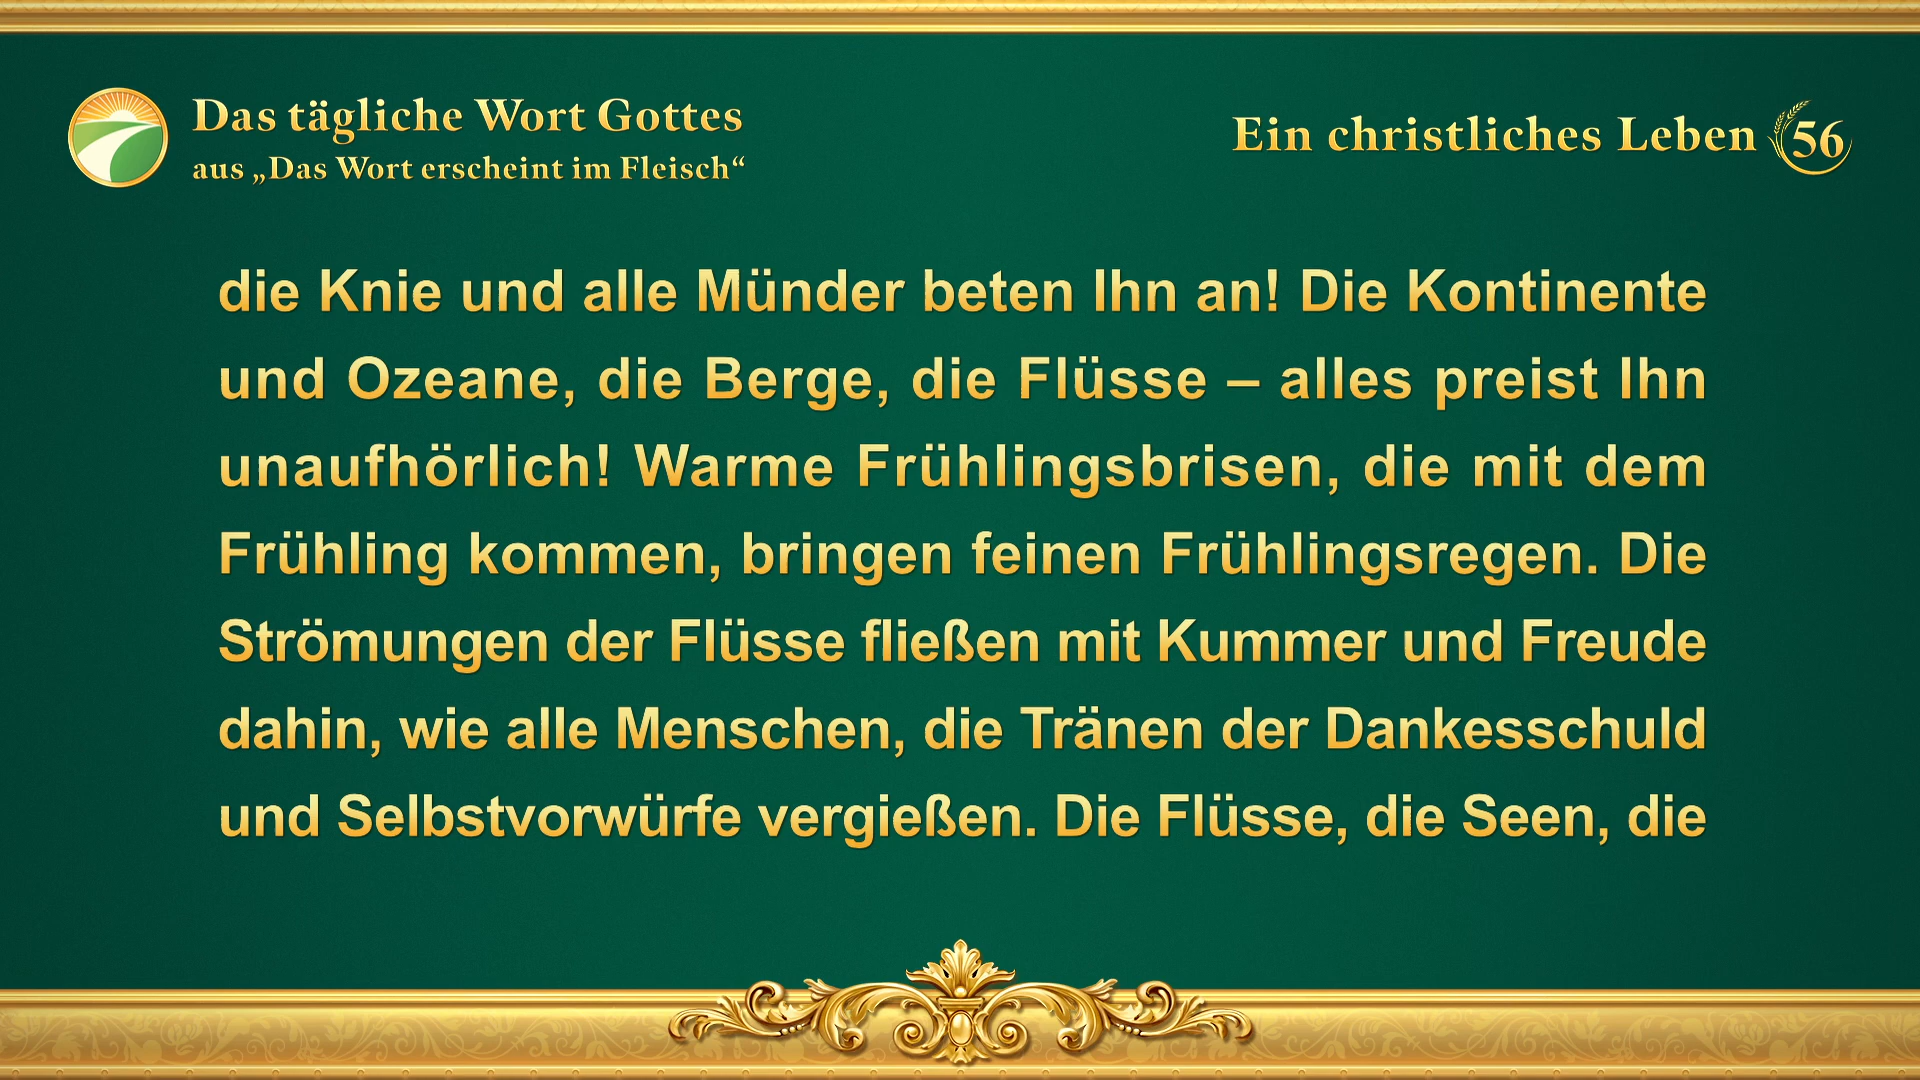 Das tägliche Wort Gottes
aus „Das Wort erscheint im Fleisch“
Ein christliches Leben 56
die Knie und alle Münder beten Ihn an! Die Kontinente
und Ozeane, die Berge, die Flüsse – alles preist Ihn
unaufhörlich! Warme Frühlingsbrisen, die mit dem
Frühling kommen, bringen feinen Frühlingsregen. Die
Strömungen der Flüsse fließen mit Kummer und Freude
dahin, wie alle Menschen, die Tränen der Dankesschuld
und Selbstvorwürfe vergießen. Die Flüsse, die Seen, die